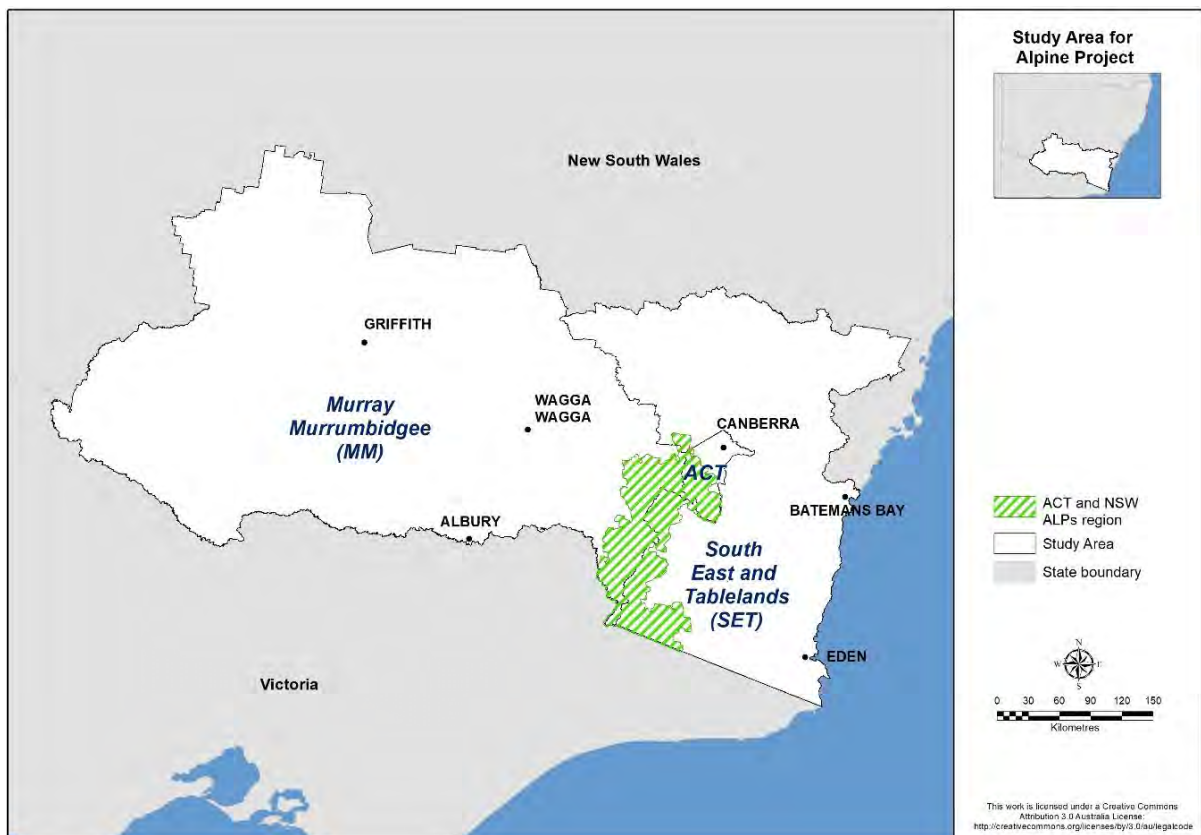 Study Area for
Alpine Project
New South Wales
GRIFFITH
Murray
Murrumbidgee
(MM)
WAGGA
WAGGA
CANBERRA
ACT
BATEMANS BAY
ALBURY
South
East and
Tablelands
(SET)
EDEN
Victoria
ACT and NSW
ALPs region
Study Area
State boundary
N
W E
S
0 30 60 90 120 150
Kilometres
This work is licensed under a Creative Commons
Attribution 3.0 Australia License:
http://creativecommons.org/licenses/by/3.0/au/legalcode